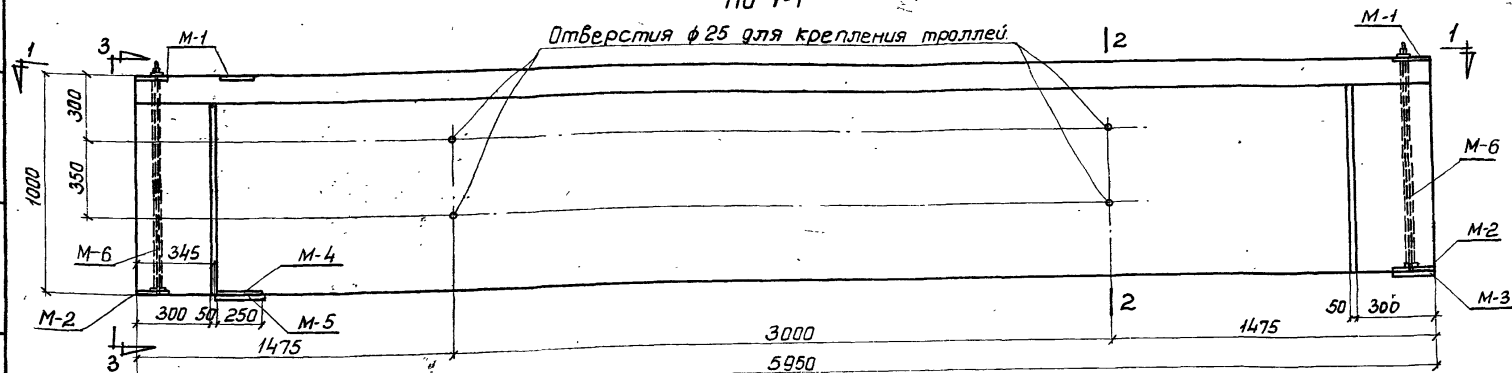 по 1-1
Отверстия ф 25 для крепления троллей.
1
3
М-1
2
М-1
1
300
350
1000
М-6
345
М-4
М-6
М-2
М-3
М-2
300 50 250
М-5
3000
2
50 300
3
1475
1475
5950